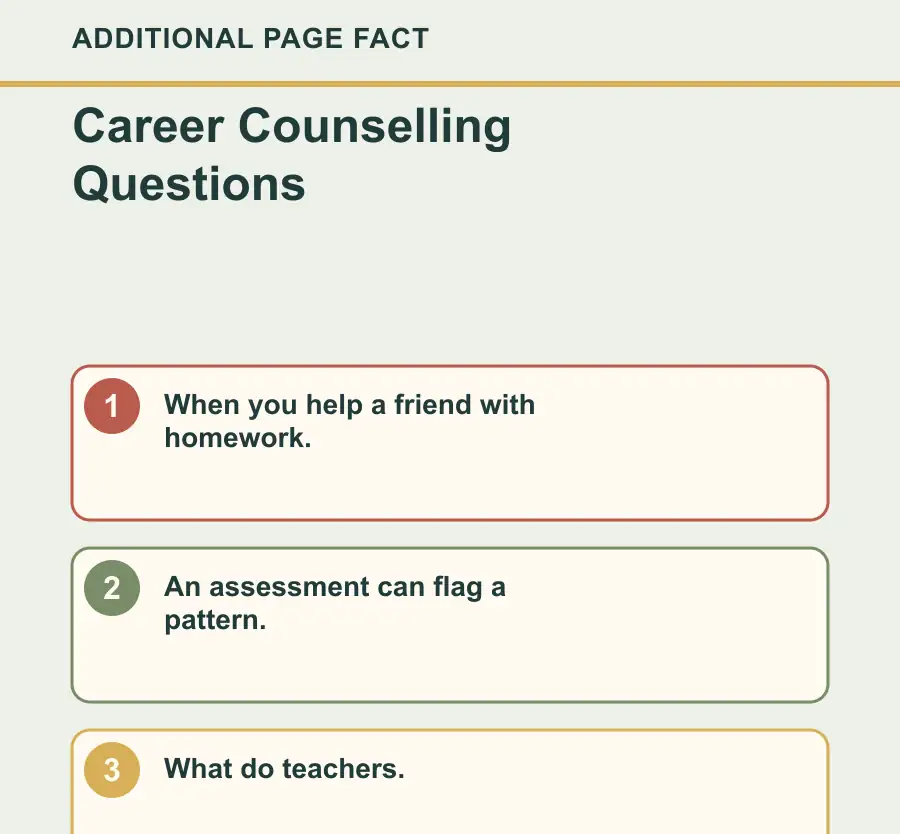 ADDITIONAL PAGE FACT
Career Counselling
Questions
1
When you help a friend with
homework.
2
An assessment can flag a
pattern.
3
What do teachers.